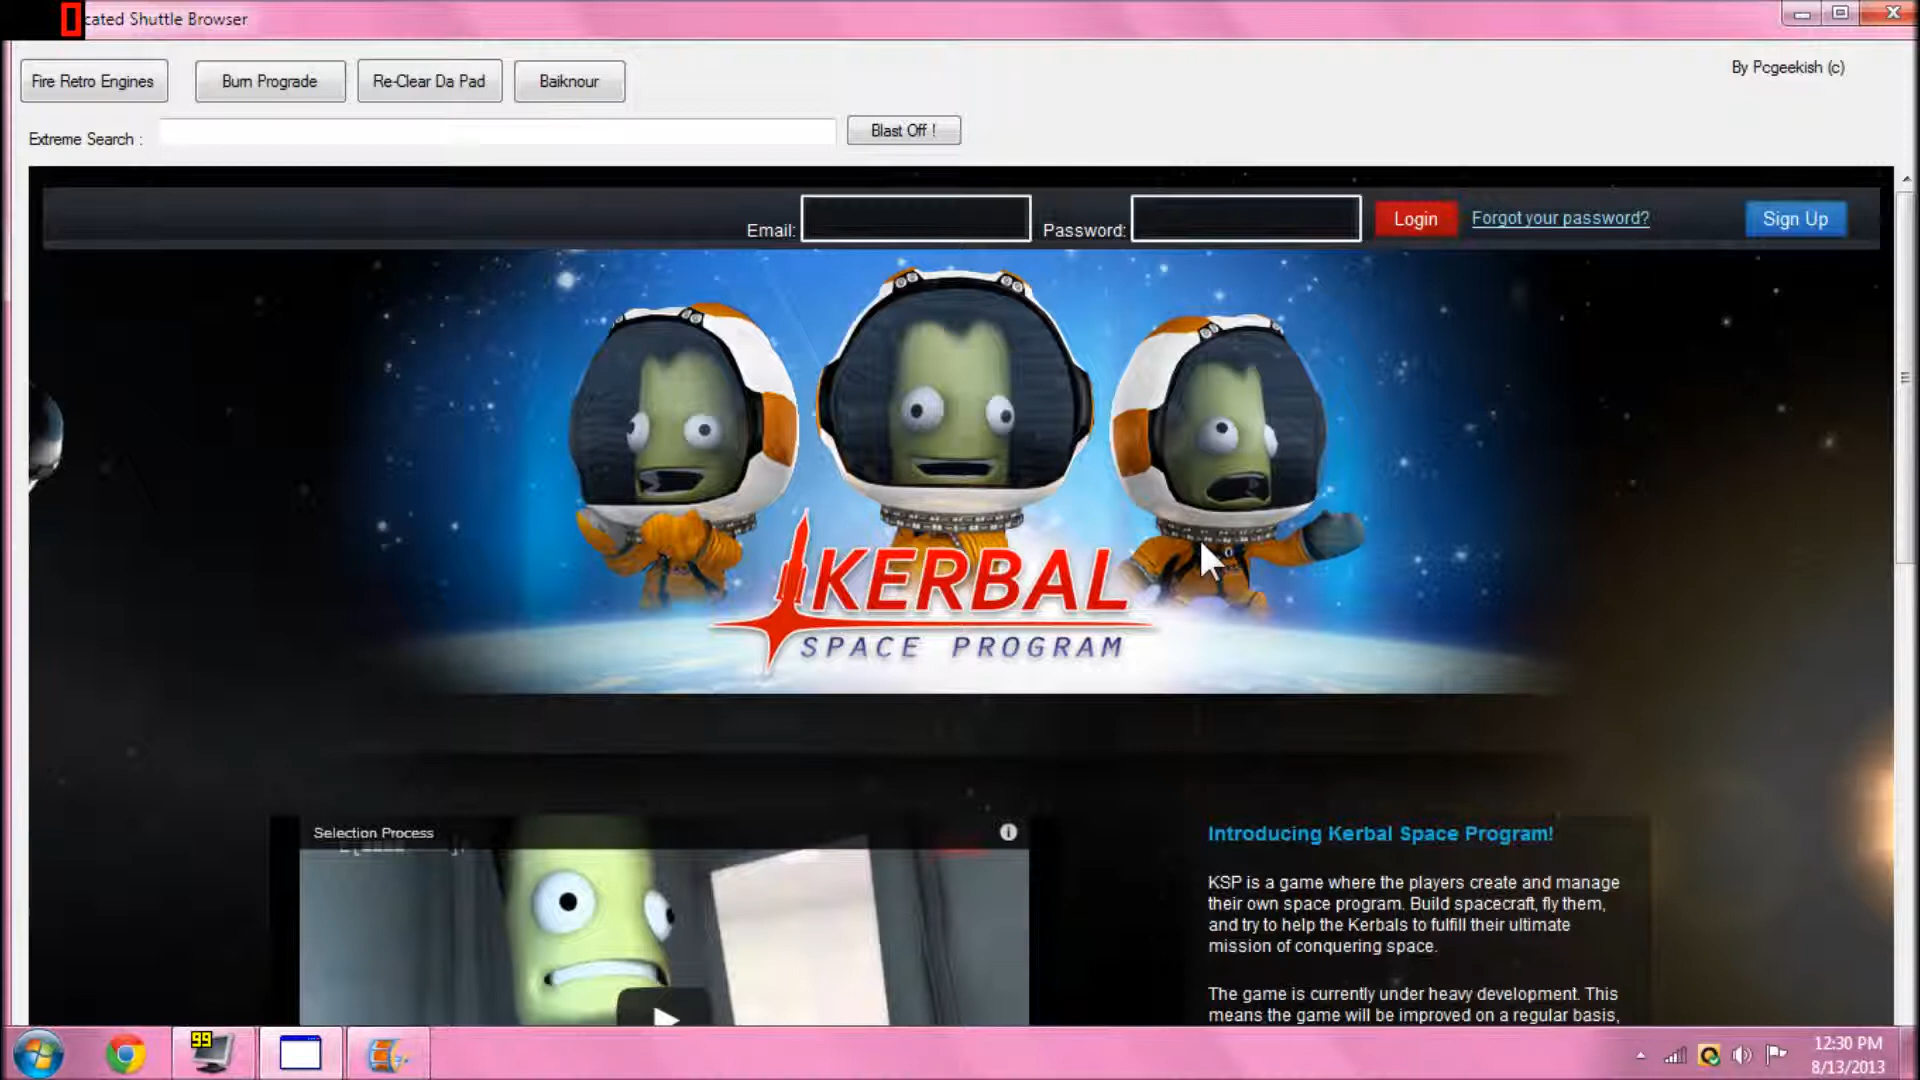 cated Shuttle Browser
Fire Retro Engines
Burn Prograde
Re-Clear Da Pad
Baiknour
By Pcgeekish (c)
Extreme Search :
Blast Off !
Email:
Password:
Login
Forgot your password?
Sign Up
KERBAL
SPACE PROGRAM
Selection Process
Introducing Kerbal Space Program!
KSP is a game where the players create and manage
their own space program. Build spacecraft, fly them,
and try to help the Kerbals to fulfill their ultimate
mission of conquering space.
The game is currently under heavy development. This
means the game will be improved on a regular basis,
99
12:30 PM
8/13/2013